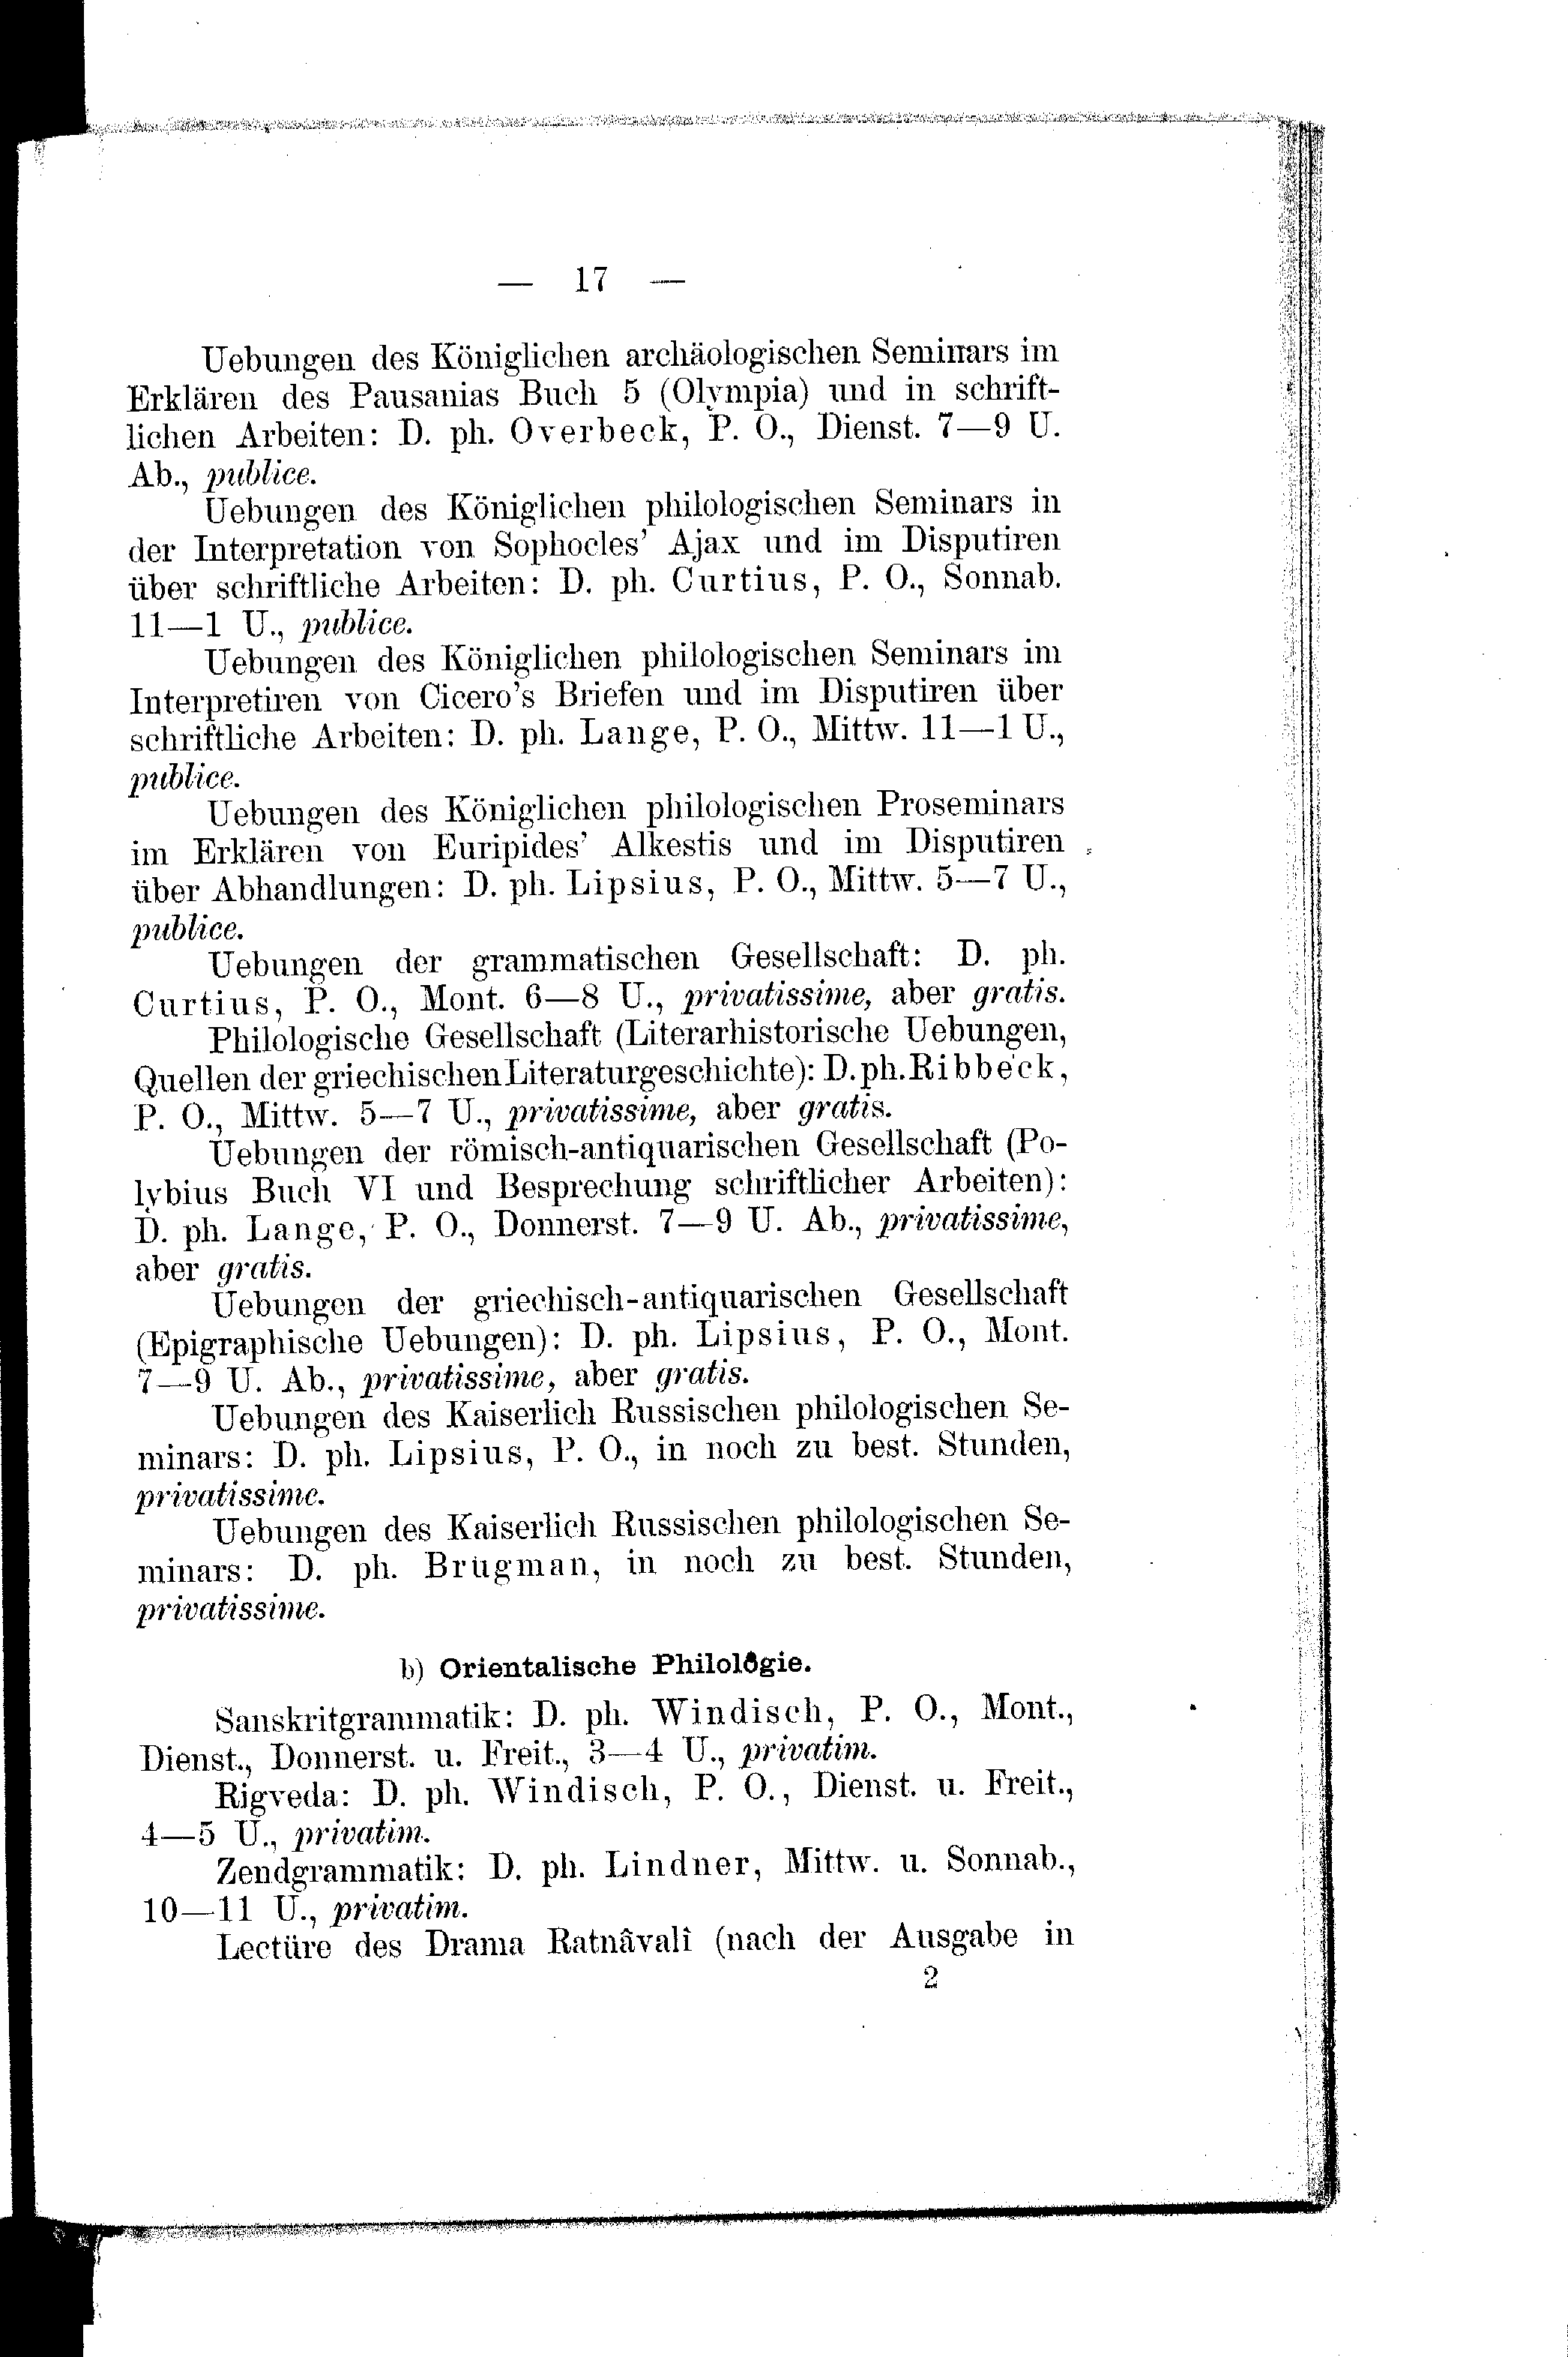 — 17 —
Uebungen des Königlichen archäologischen Seminars im
Erklären des Pausanias Buch 5 (Olympia) und in schrift-
lichen Arbeiten: D. ph. Overbeck, P. O., Dienst. 7—9 U.
Ab., publice.
Uebungen des Königlichen philologischen Seminars in
der Interpretation von Sophocles' Ajax und im Disputiren
über schriftliche Arbeiten: D. ph. Curtius, P. O., Sonnab.
11—1 U., publice.
Uebungen des Königlichen philologischen Seminars im
Interpretiren von Cicero's Briefen und im Disputiren über
schriftliche Arbeiten: D. ph. Lange, P. O., Mittw. 11—1 U.,
publice.
Uebungen des Königlichen philologischen Proseminars
im Erklären von Euripides' Alkestis und im Disputiren
über Abhandlungen: D. ph. Lipsius, P. O., Mittw. 5—7 U.,
publice.
Uebungen der grammatischen Gesellschaft: D. ph.
Curtius, P. O., Mont. 6—8 U., privatissime, aber gratis.
Philologische Gesellschaft (Literarhistorische Uebungen,
Quellen der griechischen Literaturgeschichte): D. ph. Ribbeck,
P. O., Mittw. 5—7 U., privatissime, aber gratis.
Uebungen der römisch-antiquarischen Gesellschaft (Po-
lybius Buch VI und Besprechung schriftlicher Arbeiten):
D. ph. Lange, P. O., Donnerst. 7—9 U. Ab., privatissime,
aber gratis.
Uebungen der griechisch-antiquarischen Gesellschaft
(Epigraphische Uebungen): D. ph. Lipsius, P. O., Mont.
7—9 U. Ab., privatissime, aber gratis.
Uebungen des Kaiserlich Russischen philologischen Se-
minars: D. ph. Lipsius, P. O., in noch zu best. Stunden,
privatissime.
Uebungen des Kaiserlich Russischen philologischen Se-
minars: D. ph. Brugman, in noch zu best. Stunden,
privatissime.
b) Orientalische Philologie.
Sanskritgrammatik: D. ph. Windisch, P. O., Mont.,
Dienst., Donnerst. u. Freit., 3—4 U., privatim.
Rigveda: D. ph. Windisch, P. O., Dienst. u. Freit.,
4—5 U., privatim.
Zendgrammatik: D. ph. Lindner, Mittw. u. Sonnab.,
10—11 U., privatim.
Lectüre des Drama Ratnâvalî (nach der Ausgabe in
2